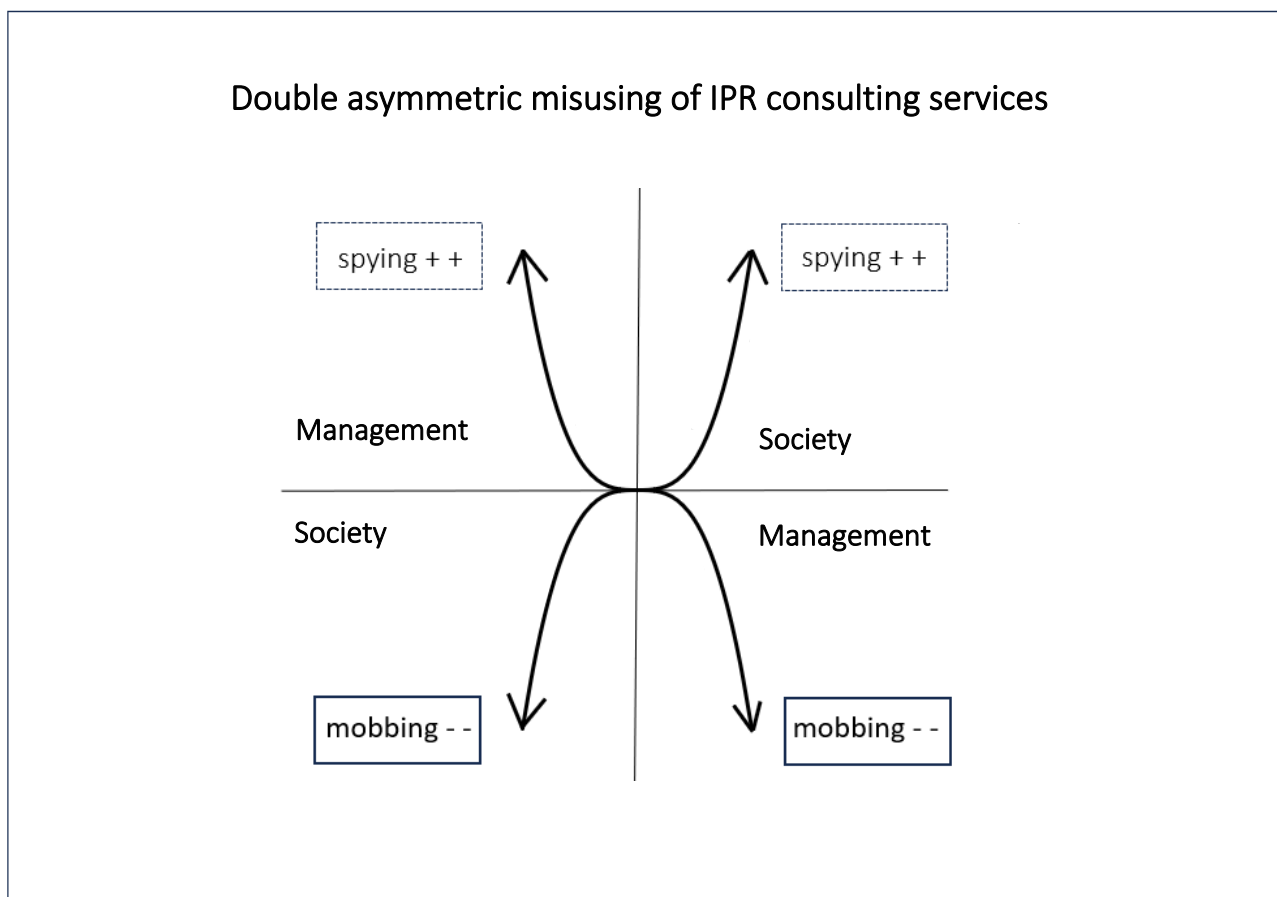 Double asymmetric misusing of IPR consulting services
spying + +
spying + +
Management
Society
Society
Management
mobbing - -
mobbing - -